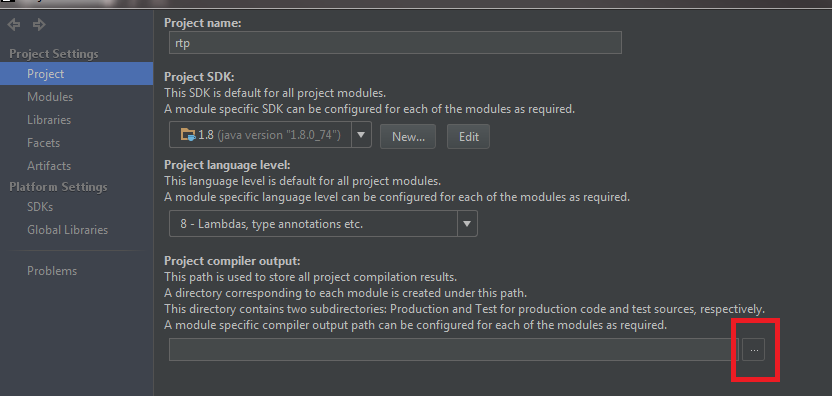 Project Settings
Project
Modules
Libraries
Facets
Artifacts
Platform Settings
SDKs
Global Libraries
Problems
Project name:
rtp
Project SDK:
This SDK is default for all project modules.
A module specific SDK can be configured for each of the modules as required.
1.8 (java version "1.8.0_74")
New...
Edit
Project language level:
This language level is default for all project modules.
A module specific language level can be configured for each of the modules as required.
8 - Lambdas, type annotations etc.
Project compiler output:
This path is used to store all project compilation results.
A directory corresponding to each module is created under this path.
This directory contains two subdirectories: Production and Test for production code and test sources, respectively.
A module specific compiler output path can be configured for each of the modules as required.
...